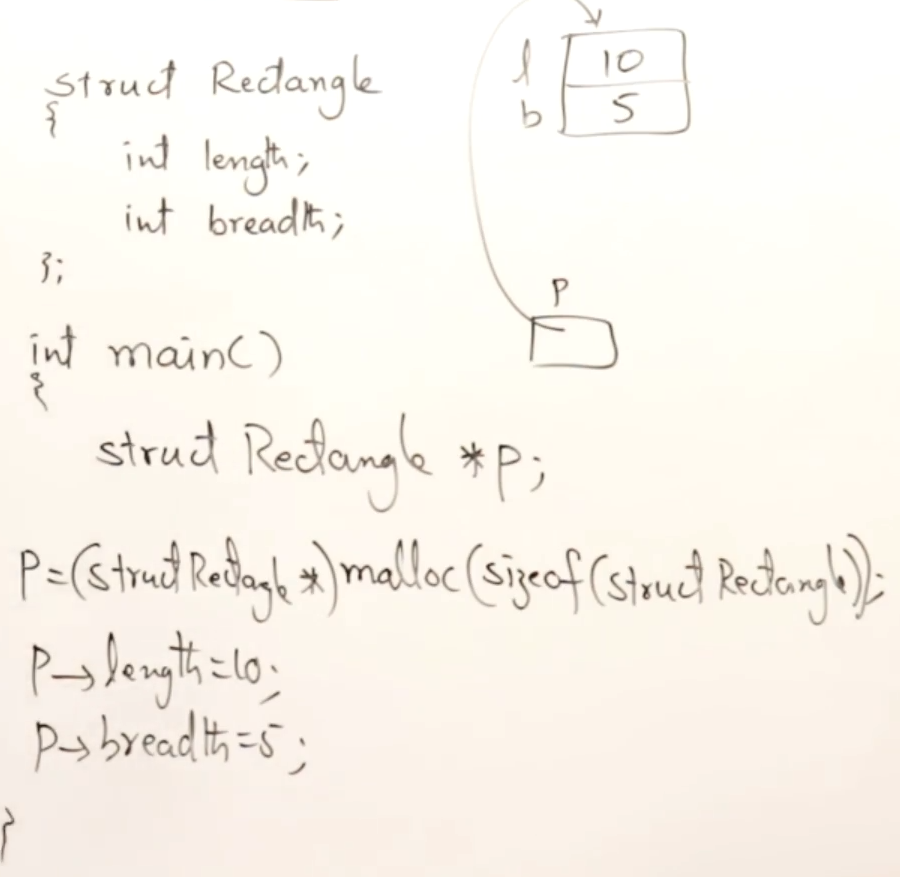 struct Rectangle
{
int length;
int breadth;
};
int main()
{
struct Rectangle *p;
P=(struct Rectagle *)malloc(sizeof(struct Rectangle));
P→length=10;
P→breadth=5;
}
l 10
b 5
P